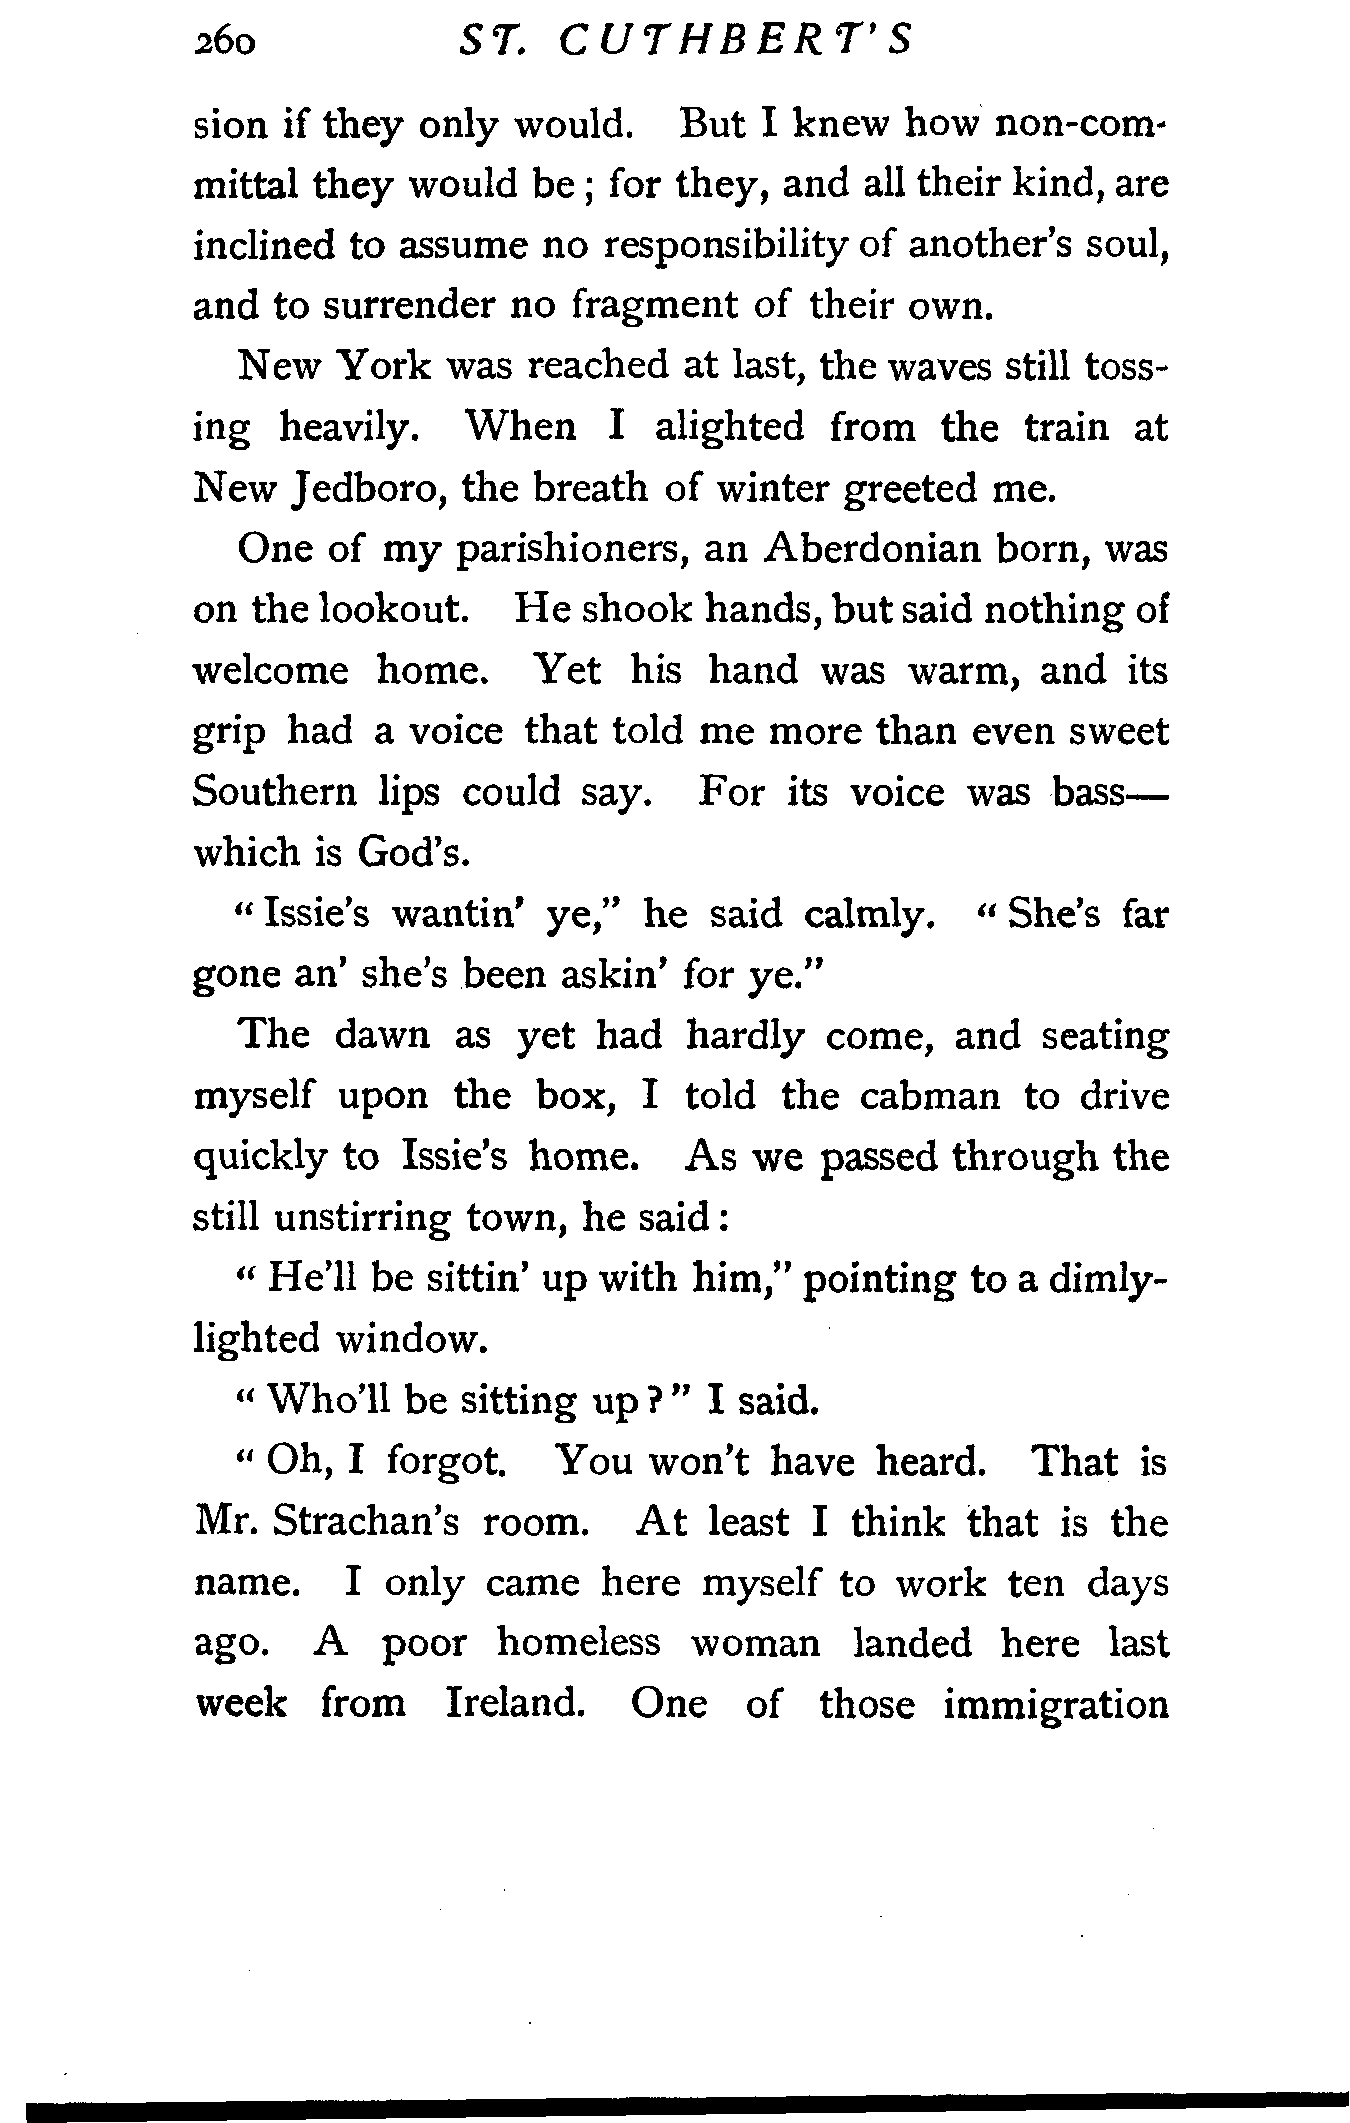 260 ST. CUTHBERT'S
sion if they only would. But I knew how non-com-
mittal they would be ; for they, and all their kind, are
inclined to assume no responsibility of another's soul,
and to surrender no fragment of their own.
New York was reached at last, the waves still toss-
ing heavily. When I alighted from the train at
New Jedboro, the breath of winter greeted me.
One of my parishioners, an Aberdonian born, was
on the lookout. He shook hands, but said nothing of
welcome home. Yet his hand was warm, and its
grip had a voice that told me more than even sweet
Southern lips could say. For its voice was bass—
which is God's.
“ Issie's wantin' ye,” he said calmly. “ She's far
gone an' she's been askin' for ye.”
The dawn as yet had hardly come, and seating
myself upon the box, I told the cabman to drive
quickly to Issie's home. As we passed through the
still unstirring town, he said :
“ He'll be sittin' up with him,” pointing to a dimly-
lighted window.
“ Who'll be sitting up ? ” I said.
“ Oh, I forgot. You won't have heard. That is
Mr. Strachan's room. At least I think that is the
name. I only came here myself to work ten days
ago. A poor homeless woman landed here last
week from Ireland. One of those immigration